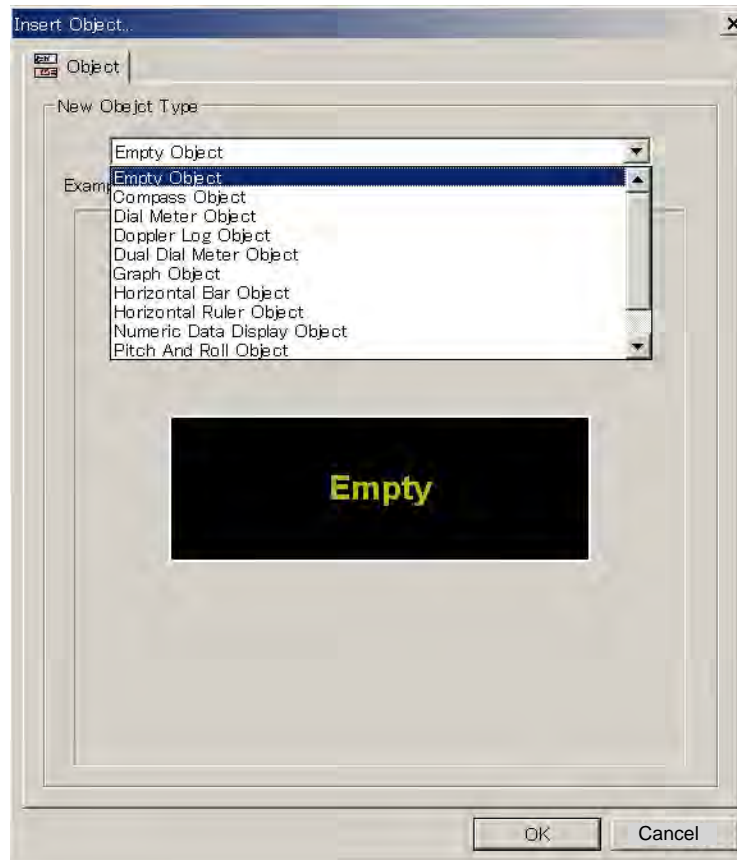 Insert Object...
Object
New Obejct Type
Empty Object
Empty Object
Exam
Compass Object
Dial Meter Object
Doppler Log Object
Dual Dial Meter Object
Graph Object
Horizontal Bar Object
Horizontal Ruler Object
Numeric Data Display Object
Pitch And Roll Object
Empty
OK
Cancel